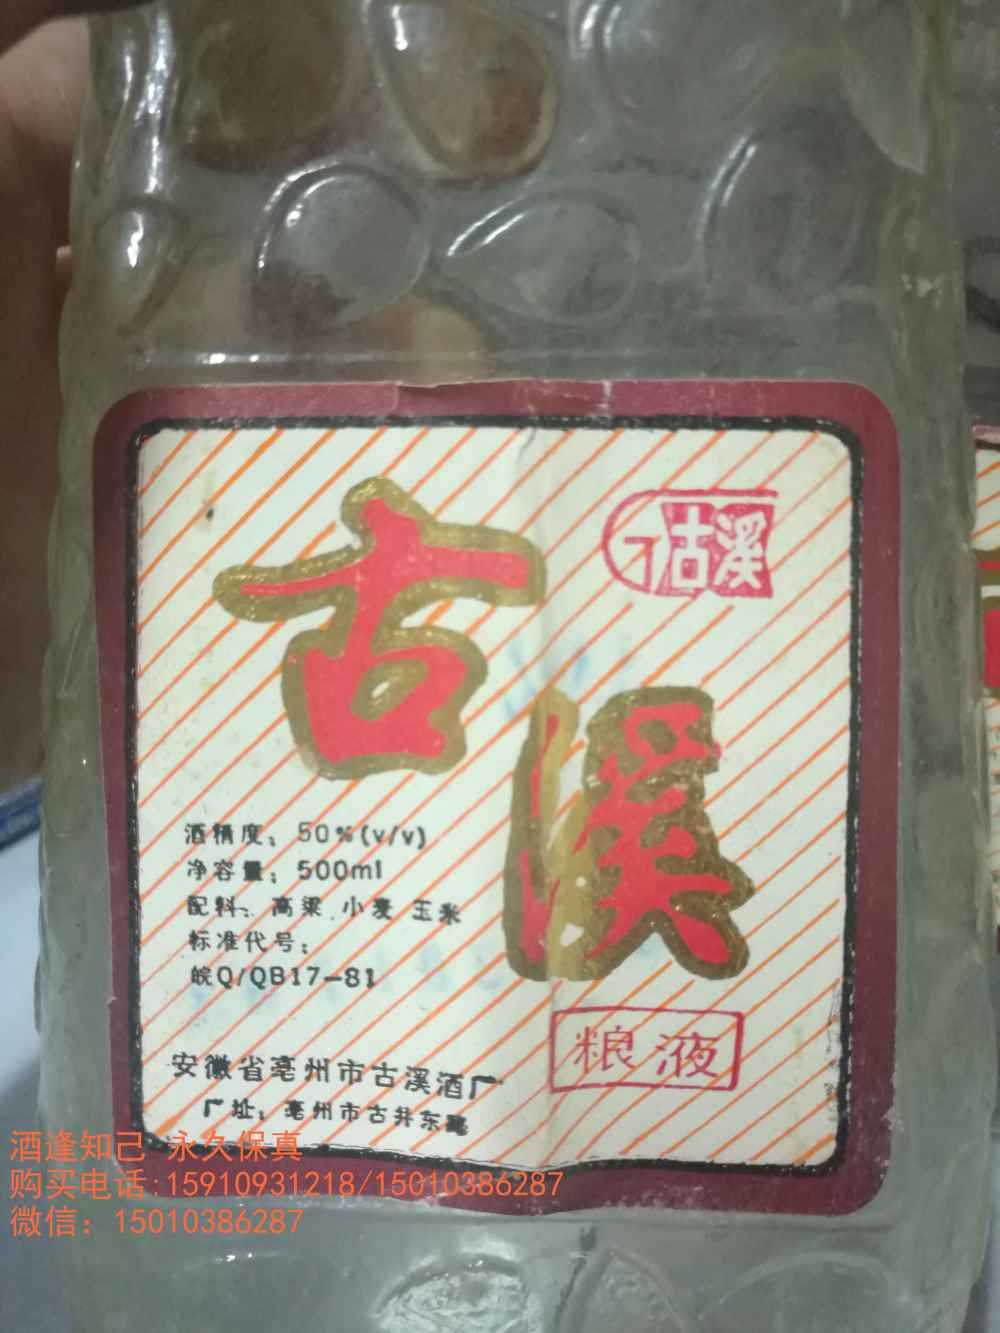 古溪
古溪
酒精度：50%(v/v)
净容量：500ml
配料：高粱 小麦 玉米
标准代号：
皖Q/QB17-81
粮液
安徽省亳州市古溪酒厂
厂址：亳州市古井东路
酒逢知己 永久保真
购买电话:15910931218/15010386287
微信：15010386287